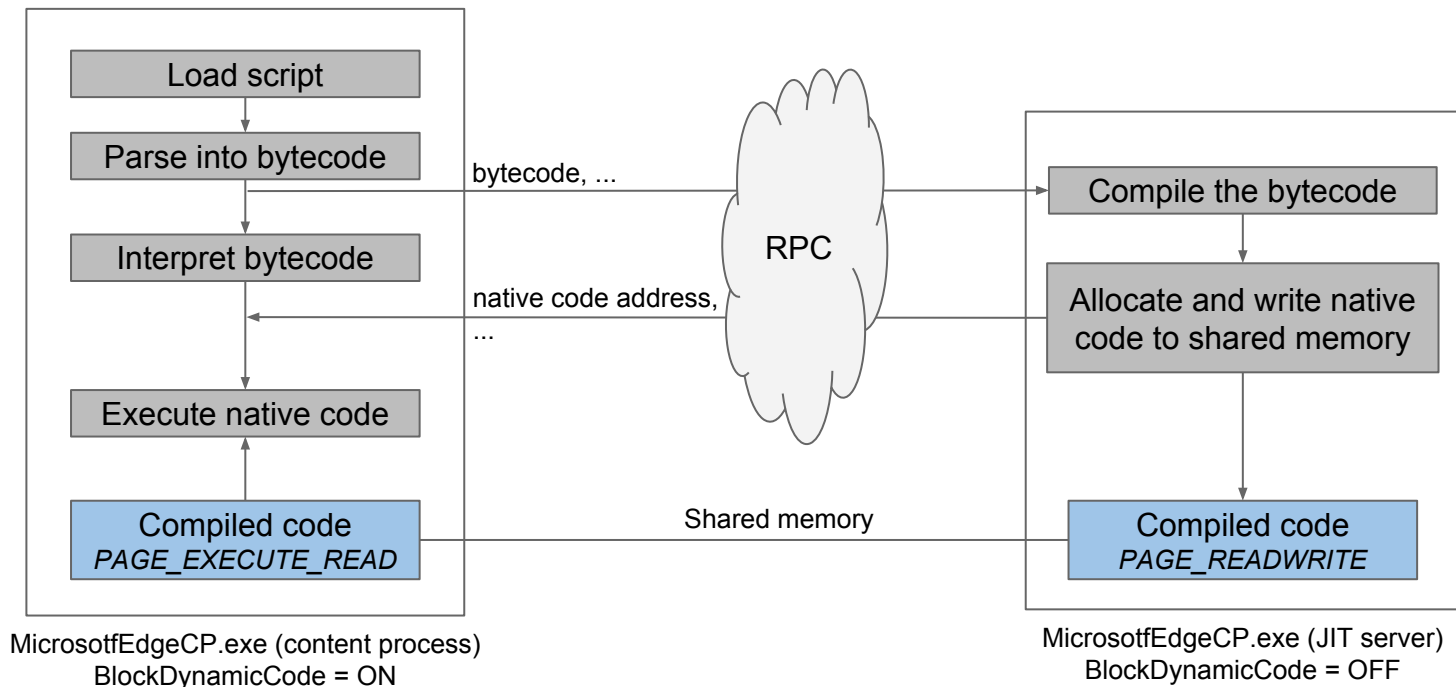 Load script
Parse into bytecode
bytecode, ...
Interpret bytecode
native code address,
...
Execute native code
Compiled code
PAGE_EXECUTE_READ
MicrosotfEdgeCP.exe (content process)
BlockDynamicCode = ON
RPC
Shared memory
Compile the bytecode
Allocate and write native
code to shared memory
Compiled code
PAGE_READWRITE
MicrosotfEdgeCP.exe (JIT server)
BlockDynamicCode = OFF